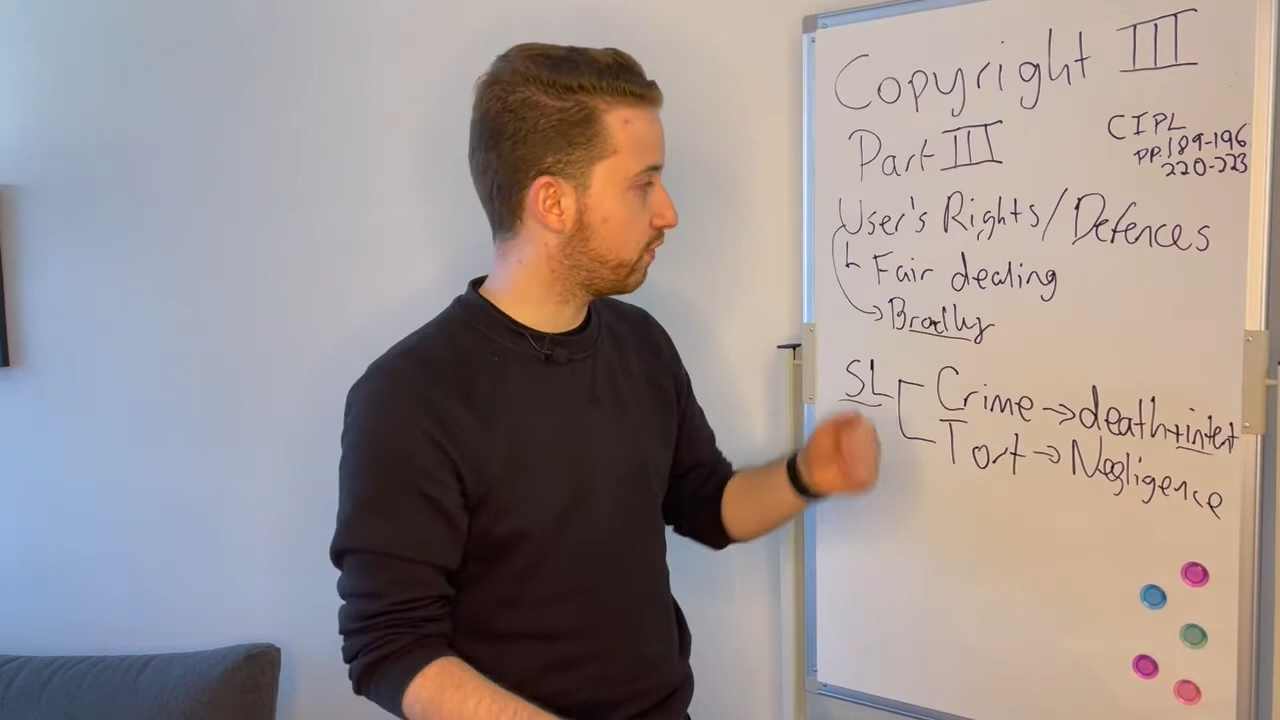 Copyright III
Part III
CIPL
pp.189-196
220-223
User's Rights/Defences
Fair dealing
Broadly
SL
Crime → death+intent
Tort → Negligence